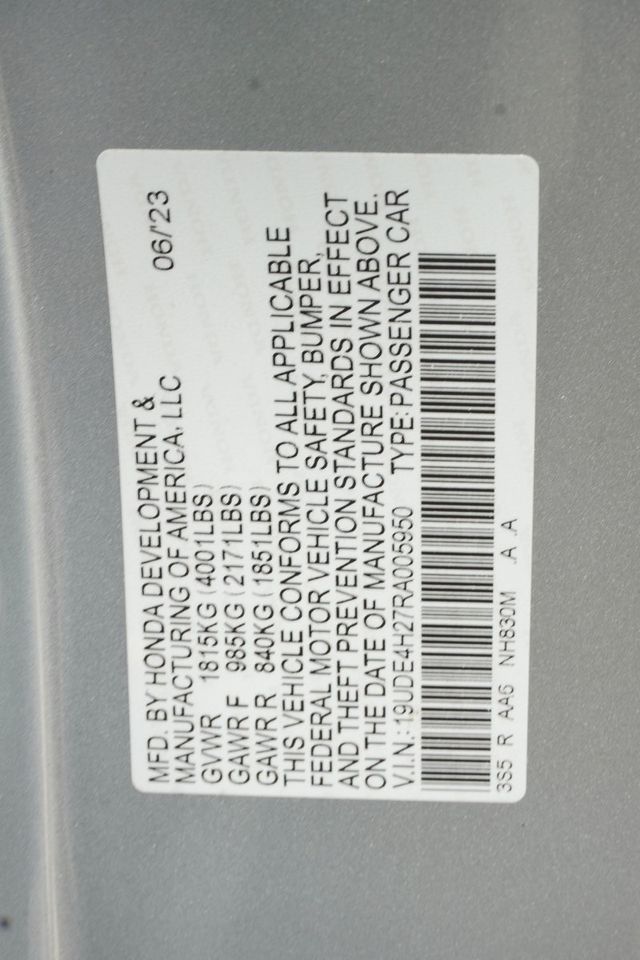 MFD. BY HONDA DEVELOPMENT &
MANUFACTURING OF AMERICA, LLC 06/'23
GVWR 1815KG (4001LBS)
GAWR F 985KG (2171LBS)
GAWR R 840KG (1851LBS)
THIS VEHICLE CONFORMS TO ALL APPLICABLE
FEDERAL MOTOR VEHICLE SAFETY, BUMPER,
AND THEFT PREVENTION STANDARDS IN EFFECT
ON THE DATE OF MANUFACTURE SHOWN ABOVE.
V.I.N.: 19UDE4H27RA005950 TYPE: PASSENGER CAR
3S5 R AA6 NH830M .A .A